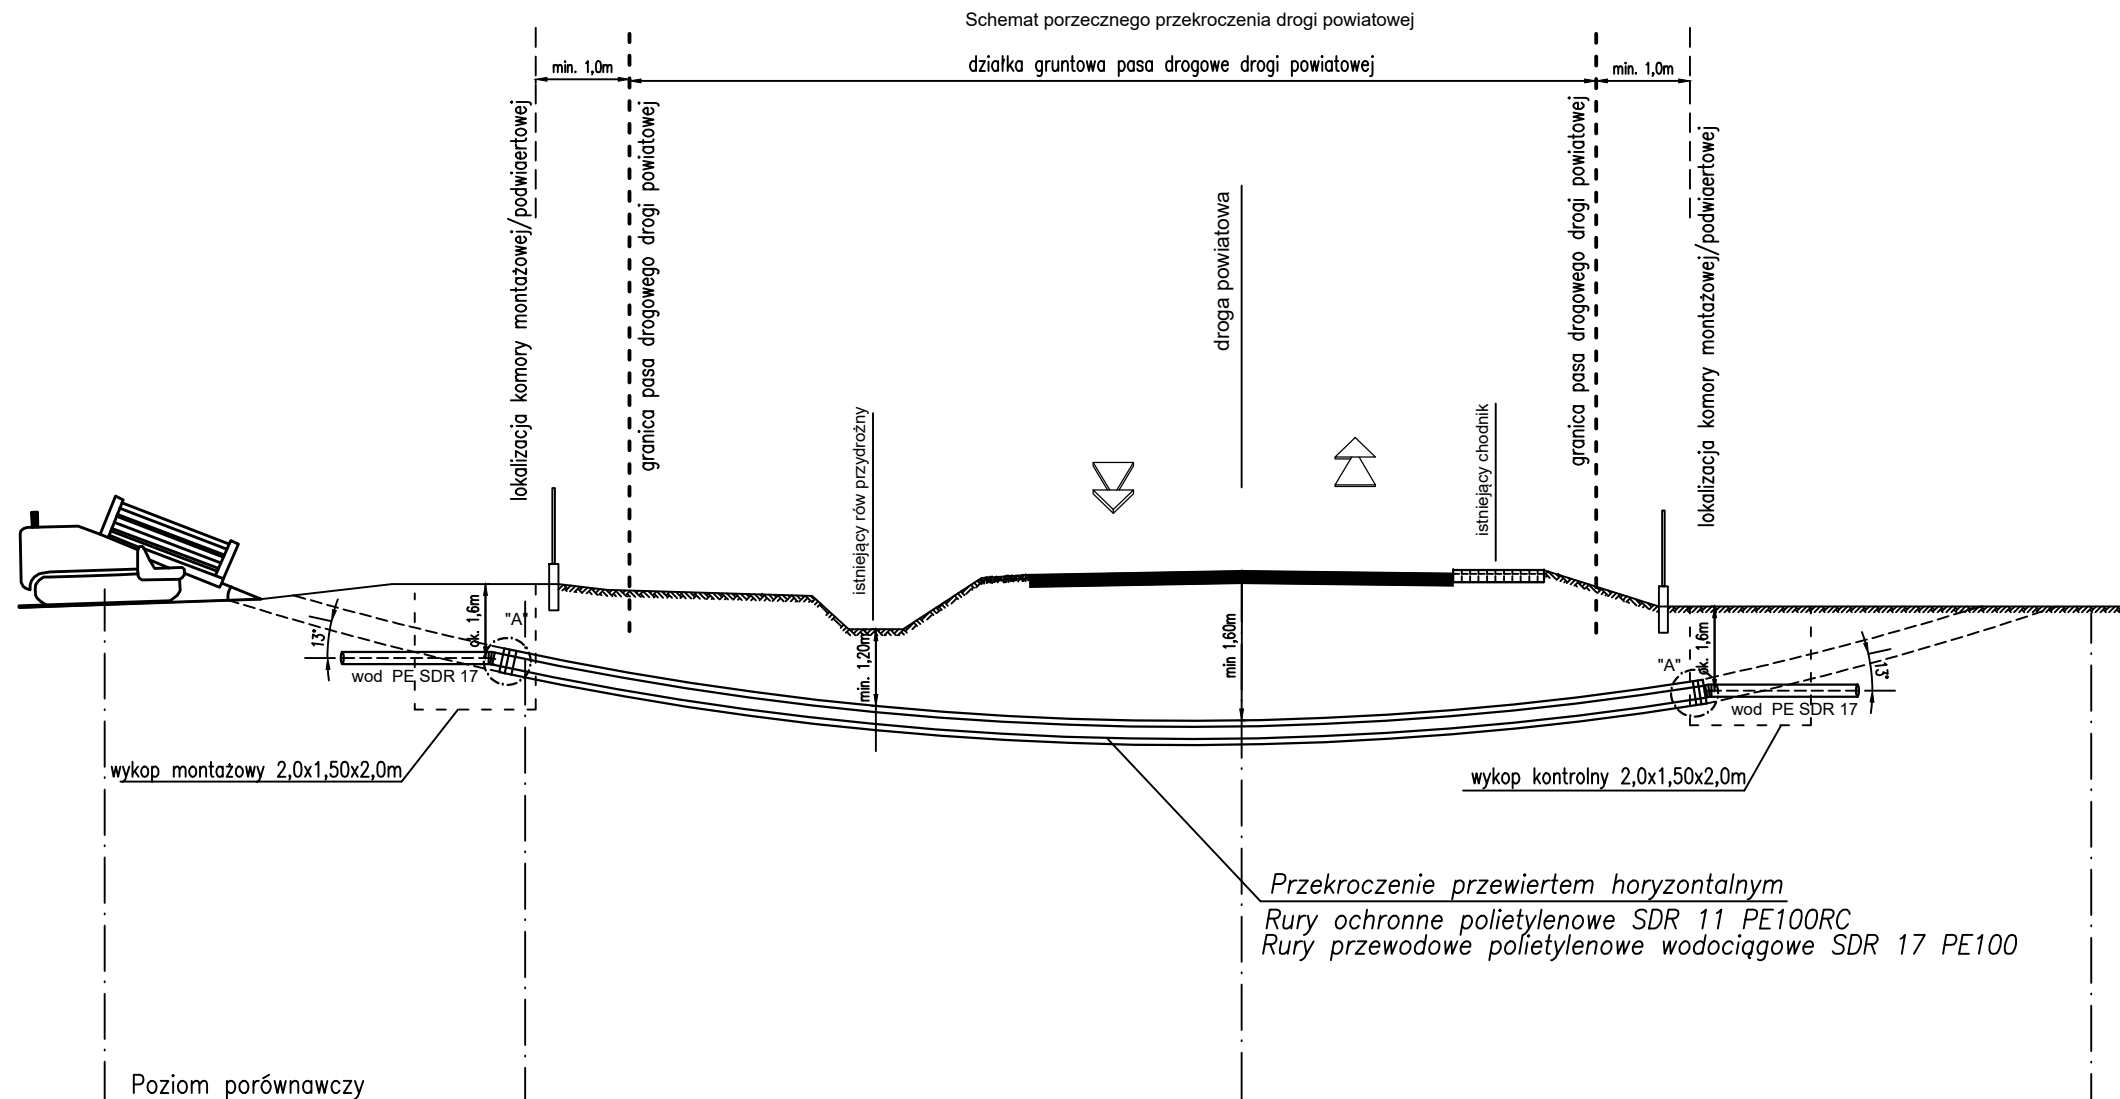 Schemat porzecznego przekroczenia drogi powiatowej
min. 1,0m
działka gruntowa pasa drogowe drogi powiatowej
min. 1,0m
lokalizacja komory montażowej/podwiaertowej
granica pasa drogowego drogi powiatowej
droga powiatowa
granica pasa drogowego drogi powiatowej
lokalizacja komory montażowej/podwiaertowej
istniejący rów przydrożny
istniejący chodnik
13°
ok. 1,6m
"A"
wod PE SDR 17
min. 1,20m
min 1,60m
"A"
ok. 1,6m
13°
wod PE SDR 17
wykop montażowy 2,0x1,50x2,0m
wykop kontrolny 2,0x1,50x2,0m
Przekroczenie przewiertem horyzontalnym
Rury ochronne polietylenowe SDR 11 PE100RC
Rury przewodowe polietylenowe wodociągowe SDR 17 PE100
Poziom porównawczy